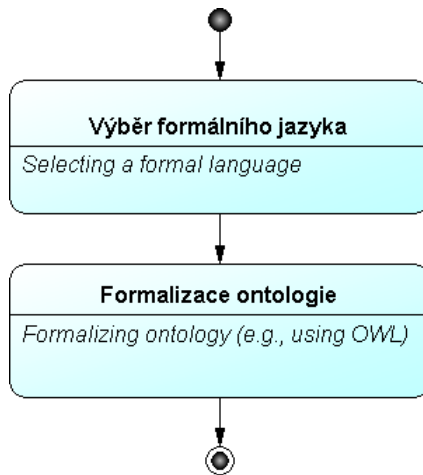 Výběr formálního jazyka
Selecting a formal language
Formalizace ontologie
Formalizing ontology (e.g., using OWL)